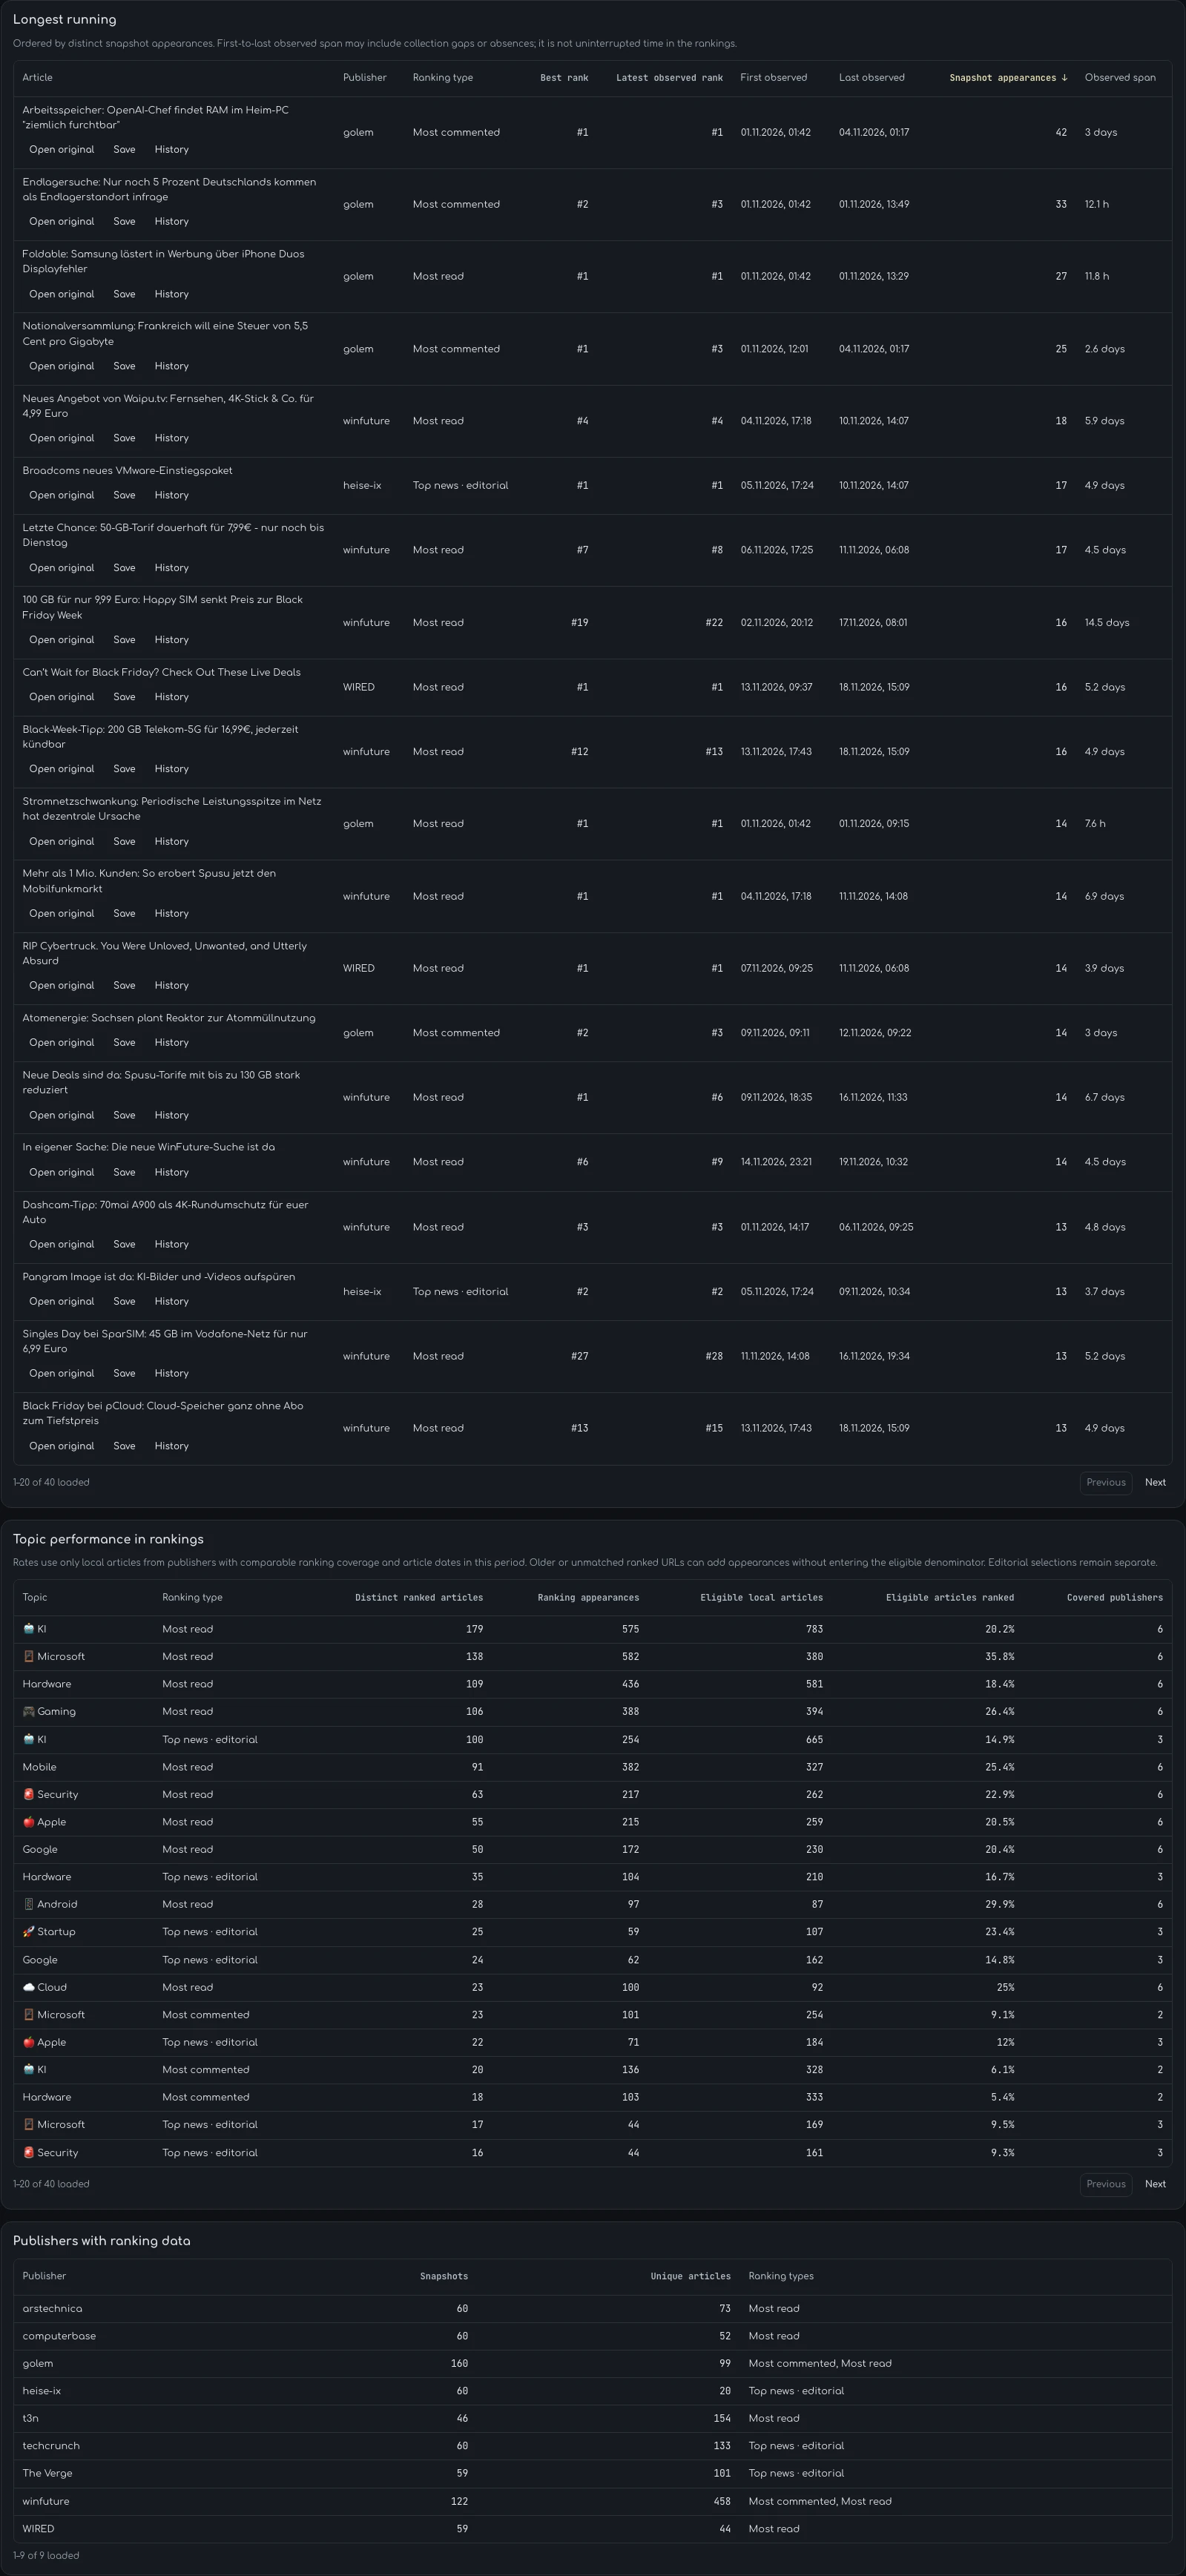 Longest running
Ordered by distinct snapshot appearances. First-to-last observed span may include collection gaps or absences; it is not uninterrupted time in the rankings.
Article Publisher Ranking type Best rank Latest observed rank First observed Last observed Snapshot appearances ↓ Observed span
Arbeitsspeicher: OpenAI-Chef findet RAM im Heim-PC
"ziemlich furchtbar"
golem Most commented #1 #1 01.11.2026, 01:42 04.11.2026, 01:17 42 3 days
Open original Save History
Endlagersuche: Nur noch 5 Prozent Deutschlands kommen
als Endlagerstandort infrage
golem Most commented #2 #3 01.11.2026, 01:42 01.11.2026, 13:49 33 12.1 h
Open original Save History
Foldable: Samsung lästert in Werbung über iPhone Duos
Displayfehler
golem Most read #1 #1 01.11.2026, 01:42 01.11.2026, 13:29 27 11.8 h
Open original Save History
Nationalversammlung: Frankreich will eine Steuer von 5,5
Cent pro Gigabyte
golem Most commented #1 #3 01.11.2026, 12:01 04.11.2026, 01:17 25 2.6 days
Open original Save History
Neues Angebot von Waipu.tv: Fernsehen, 4K-Stick & Co. für
4,99 Euro
winfuture Most read #4 #4 04.11.2026, 17:18 10.11.2026, 14:07 18 5.9 days
Open original Save History
Broadcoms neues VMware-Einstiegspaket
heise-ix Top news · editorial #1 #1 05.11.2026, 17:24 10.11.2026, 14:07 17 4.9 days
Open original Save History
Letzte Chance: 50-GB-Tarif dauerhaft für 7,99€ - nur noch bis
Dienstag
winfuture Most read #7 #8 06.11.2026, 17:25 11.11.2026, 06:08 17 4.5 days
Open original Save History
100 GB für nur 9,99 Euro: Happy SIM senkt Preis zur Black
Friday Week
winfuture Most read #19 #22 02.11.2026, 20:12 17.11.2026, 08:01 16 14.5 days
Open original Save History
Can't Wait for Black Friday? Check Out These Live Deals
WIRED Most read #1 #1 13.11.2026, 09:37 18.11.2026, 15:09 16 5.2 days
Open original Save History
Black-Week-Tipp: 200 GB Telekom-5G für 16,99€, jederzeit
kündbar
winfuture Most read #12 #13 13.11.2026, 17:43 18.11.2026, 15:09 16 4.9 days
Open original Save History
Stromnetzschwankung: Periodische Leistungsspitze im Netz
hat dezentrale Ursache
golem Most read #1 #1 01.11.2026, 01:42 01.11.2026, 09:15 14 7.6 h
Open original Save History
Mehr als 1 Mio. Kunden: So erobert Spusu jetzt den
Mobilfunkmarkt
winfuture Most read #1 #1 04.11.2026, 17:18 11.11.2026, 14:08 14 6.9 days
Open original Save History
RIP Cybertruck. You Were Unloved, Unwanted, and Utterly
Absurd
WIRED Most read #1 #1 07.11.2026, 09:25 11.11.2026, 06:08 14 3.9 days
Open original Save History
Atomenergie: Sachsen plant Reaktor zur Atommüllnutzung
golem Most commented #2 #3 09.11.2026, 09:11 12.11.2026, 09:22 14 3 days
Open original Save History
Neue Deals sind da: Spusu-Tarife mit bis zu 130 GB stark
reduziert
winfuture Most read #1 #6 09.11.2026, 18:35 16.11.2026, 11:33 14 6.7 days
Open original Save History
In eigener Sache: Die neue WinFuture-Suche ist da
winfuture Most read #6 #9 14.11.2026, 23:21 19.11.2026, 10:32 14 4.5 days
Open original Save History
Dashcam-Tipp: 70mai A900 als 4K-Rundumschutz für euer
Auto
winfuture Most read #3 #3 01.11.2026, 14:17 06.11.2026, 09:25 13 4.8 days
Open original Save History
Pangram Image ist da: KI-Bilder und -Videos aufspüren
heise-ix Top news · editorial #2 #2 05.11.2026, 17:24 09.11.2026, 10:34 13 3.7 days
Open original Save History
Singles Day bei SparSIM: 45 GB im Vodafone-Netz für nur
6,99 Euro
winfuture Most read #27 #28 11.11.2026, 14:08 16.11.2026, 19:34 13 5.2 days
Open original Save History
Black Friday bei pCloud: Cloud-Speicher ganz ohne Abo
zum Tiefstpreis
winfuture Most read #13 #15 13.11.2026, 17:43 18.11.2026, 15:09 13 4.9 days
Open original Save History
1–20 of 40 loaded Previous Next
Topic performance in rankings
Rates use only local articles from publishers with comparable ranking coverage and article dates in this period. Older or unmatched ranked URLs can add appearances without entering the eligible denominator. Editorial selections remain separate.
Topic Ranking type Distinct ranked articles Ranking appearances Eligible local articles Eligible articles ranked Covered publishers
KI Most read 179 575 783 20.2% 6
Microsoft Most read 138 582 380 35.8% 6
Hardware Most read 109 436 581 18.4% 6
Gaming Most read 106 388 394 26.4% 6
KI Top news · editorial 100 254 665 14.9% 3
Mobile Most read 91 382 327 25.4% 6
Security Most read 63 217 262 22.9% 6
Apple Most read 55 215 259 20.5% 6
Google Most read 50 172 230 20.4% 6
Hardware Top news · editorial 35 104 210 16.7% 3
Android Most read 28 97 87 29.9% 6
Startup Top news · editorial 25 59 107 23.4% 3
Google Top news · editorial 24 62 162 14.8% 3
Cloud Most read 23 100 92 25% 6
Microsoft Most commented 23 101 254 9.1% 2
Apple Top news · editorial 22 71 184 12% 3
KI Most commented 20 136 328 6.1% 2
Hardware Most commented 18 103 333 5.4% 2
Microsoft Top news · editorial 17 44 169 9.5% 3
Security Top news · editorial 16 44 161 9.3% 3
1–20 of 40 loaded Previous Next
Publishers with ranking data
Publisher Snapshots Unique articles Ranking types
arstechnica 60 73 Most read
computerbase 60 52 Most read
golem 160 99 Most commented, Most read
heise-ix 60 20 Top news · editorial
t3n 46 154 Most read
techcrunch 60 133 Top news · editorial
The Verge 59 101 Top news · editorial
winfuture 122 458 Most commented, Most read
WIRED 59 44 Most read
1–9 of 9 loaded